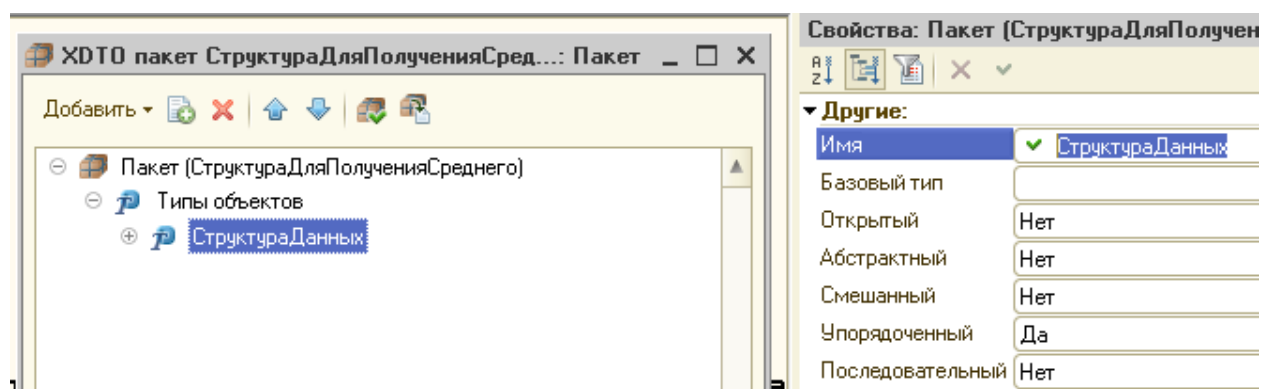 XDTO пакет СтруктураДляПолученияСред...: Пакет
Добавить
Пакет (СтруктураДляПолученияСреднего)
Типы объектов
СтруктураДанных
Свойства: Пакет (СтруктураДляПолучен
Другие:
Имя СтруктураДанных
Базовый тип
Открытый Нет
Абстрактный Нет
Смешанный Нет
Упорядоченный Да
Последовательный Нет